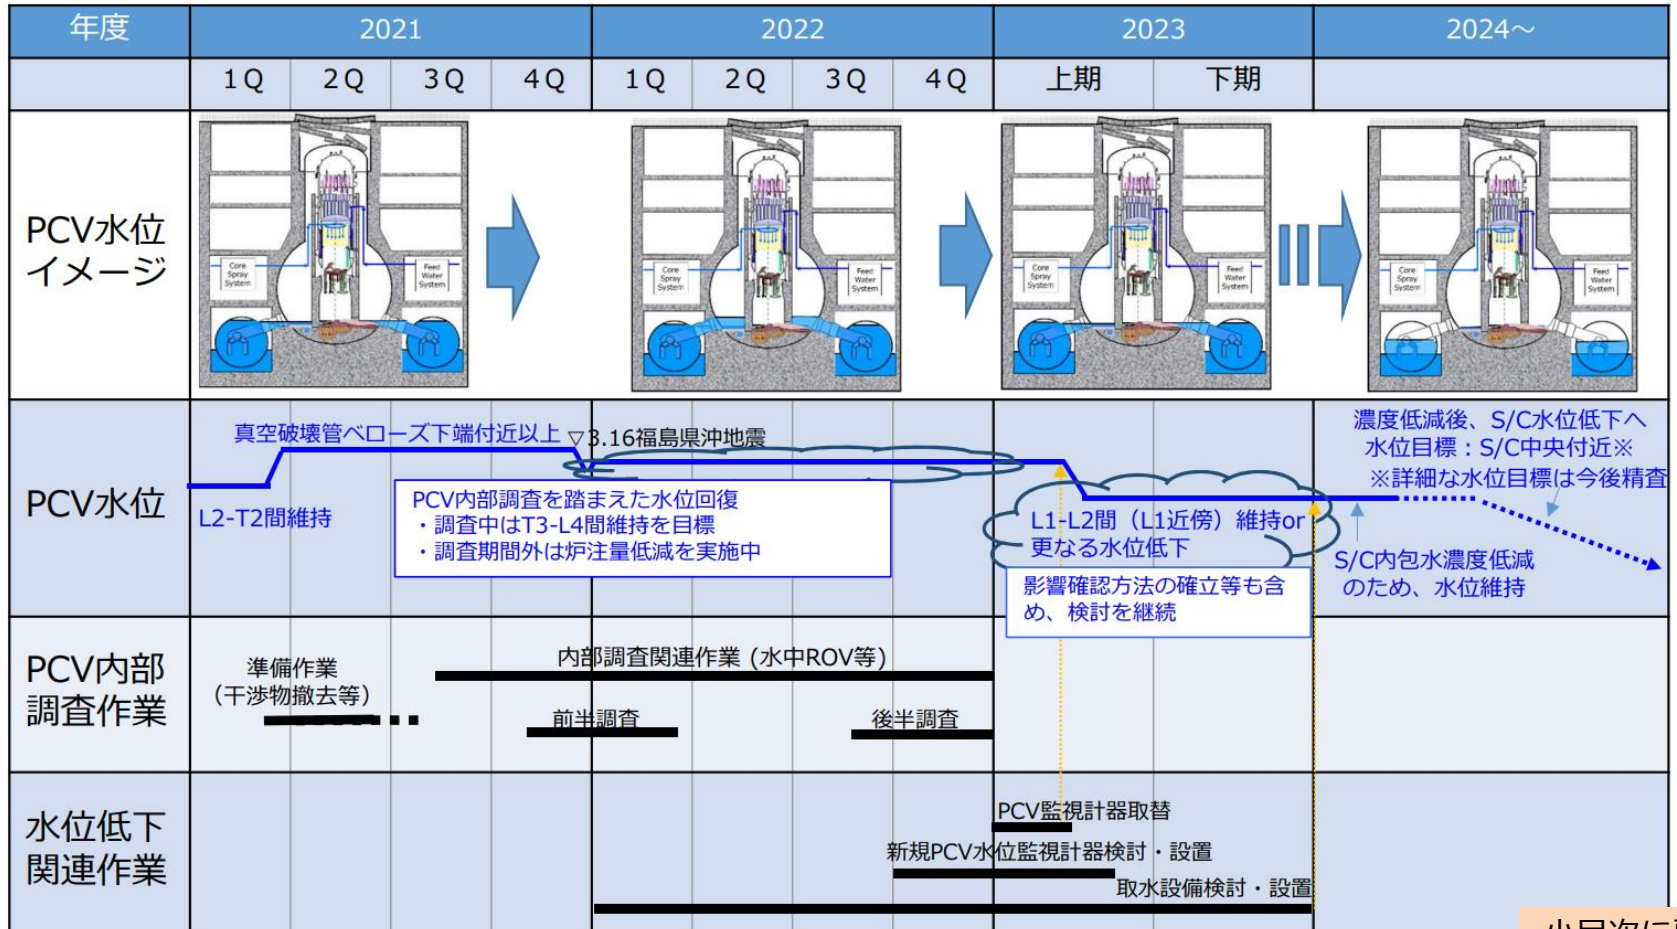 年度
2021
2022
2023
2024～
1Q
2Q
3Q
4Q
1Q
2Q
3Q
4Q
上期
下期
PCV水位
イメージ
Core
Spray
System
Feed
Water
System
Core
Spray
System
Feed
Water
System
Core
Spray
System
Feed
Water
System
Core
Spray
System
Feed
Water
System
PCV水位
真空破壊管ベローズ下端付近以上
▽3.16福島県沖地震
L2-T2間維持
PCV内部調査を踏まえた水位回復
・調査中はT3-L4間維持を目標
・調査期間外は炉注量低減を実施中
L1-L2間（L1近傍）維持or
更なる水位低下
影響確認方法の確立等も含
め、検討を継続
濃度低減後、S/C水位低下へ
水位目標：S/C中央付近※
※詳細な水位目標は今後精査
S/C内包水濃度低減
のため、水位維持
PCV内部
調査作業
準備作業
（干渉物撤去等）
内部調査関連作業 (水中ROV等)
前半調査
後半調査
水位低下
関連作業
PCV監視計器取替
新規PCV水位監視計器検討・設置
取水設備検討・設置